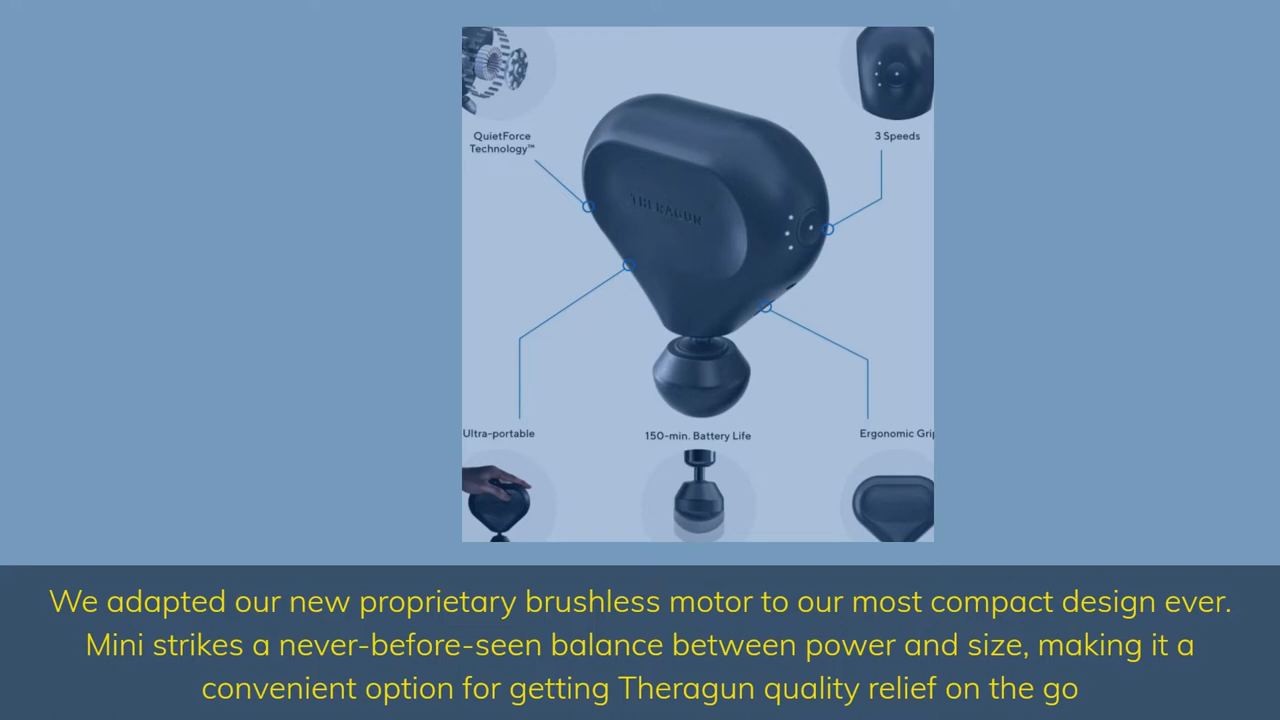 QuietForce
Technology™
3 Speeds
THERAGUN
Ultra-portable
150-min. Battery Life
Ergonomic Grip
We adapted our new proprietary brushless motor to our most compact design ever.
Mini strikes a never-before-seen balance between power and size, making it a
convenient option for getting Theragun quality relief on the go